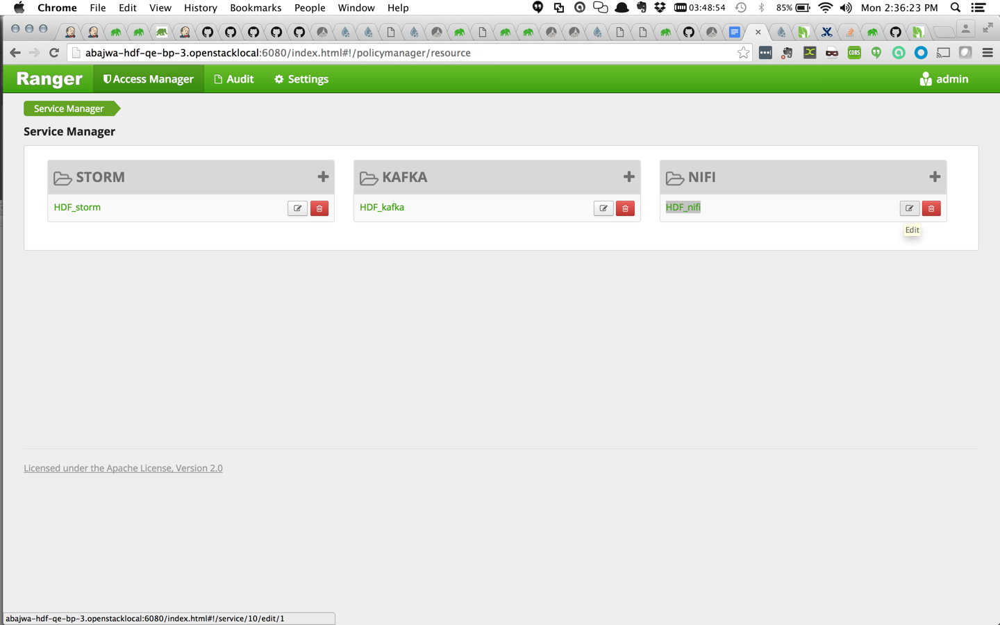 Chrome File Edit View History Bookmarks People Window Help 03:48:54 85% Mon 2:36:23 PM
abajwa-hdf-qe-bp-3.openstacklocal:6080/index.html#!/policymanager/resource
CORS
Ranger Access Manager Audit Settings admin
Service Manager
Service Manager
STORM KAFKA NIFI
HDF_storm HDF_kafka HDF_nifi
Edit
Licensed under the Apache License, Version 2.0
abajwa-hdf-qe-bp-3.openstacklocal:6080/index.html#!/service/10/edit/1